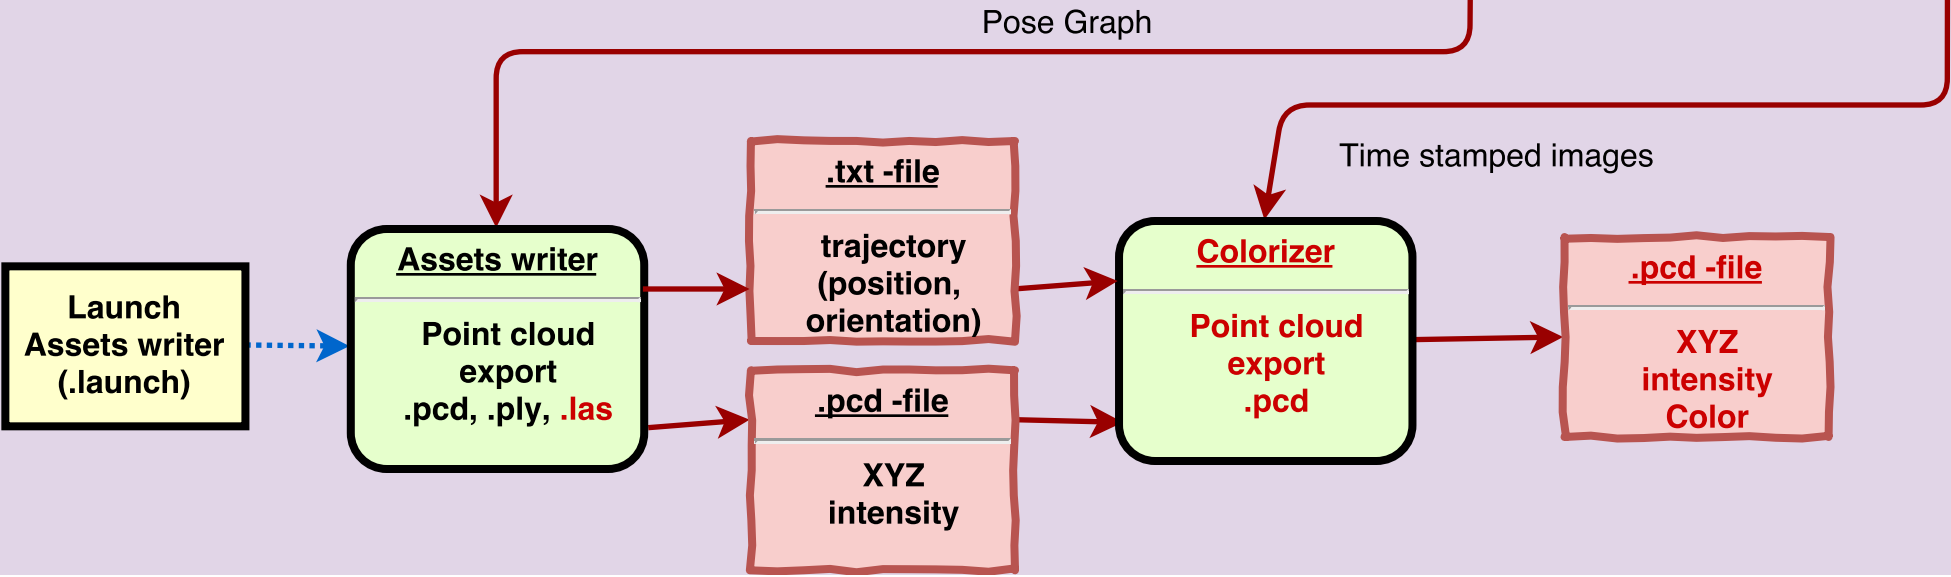 Pose Graph
Time stamped images
Launch
Assets writer
(.launch)
Assets writer
Point cloud
export
.pcd, .ply, .las
.txt -file
trajectory
(position,
orientation)
.pcd -file
XYZ
intensity
Colorizer
Point cloud
export
.pcd
.pcd -file
XYZ
intensity
Color